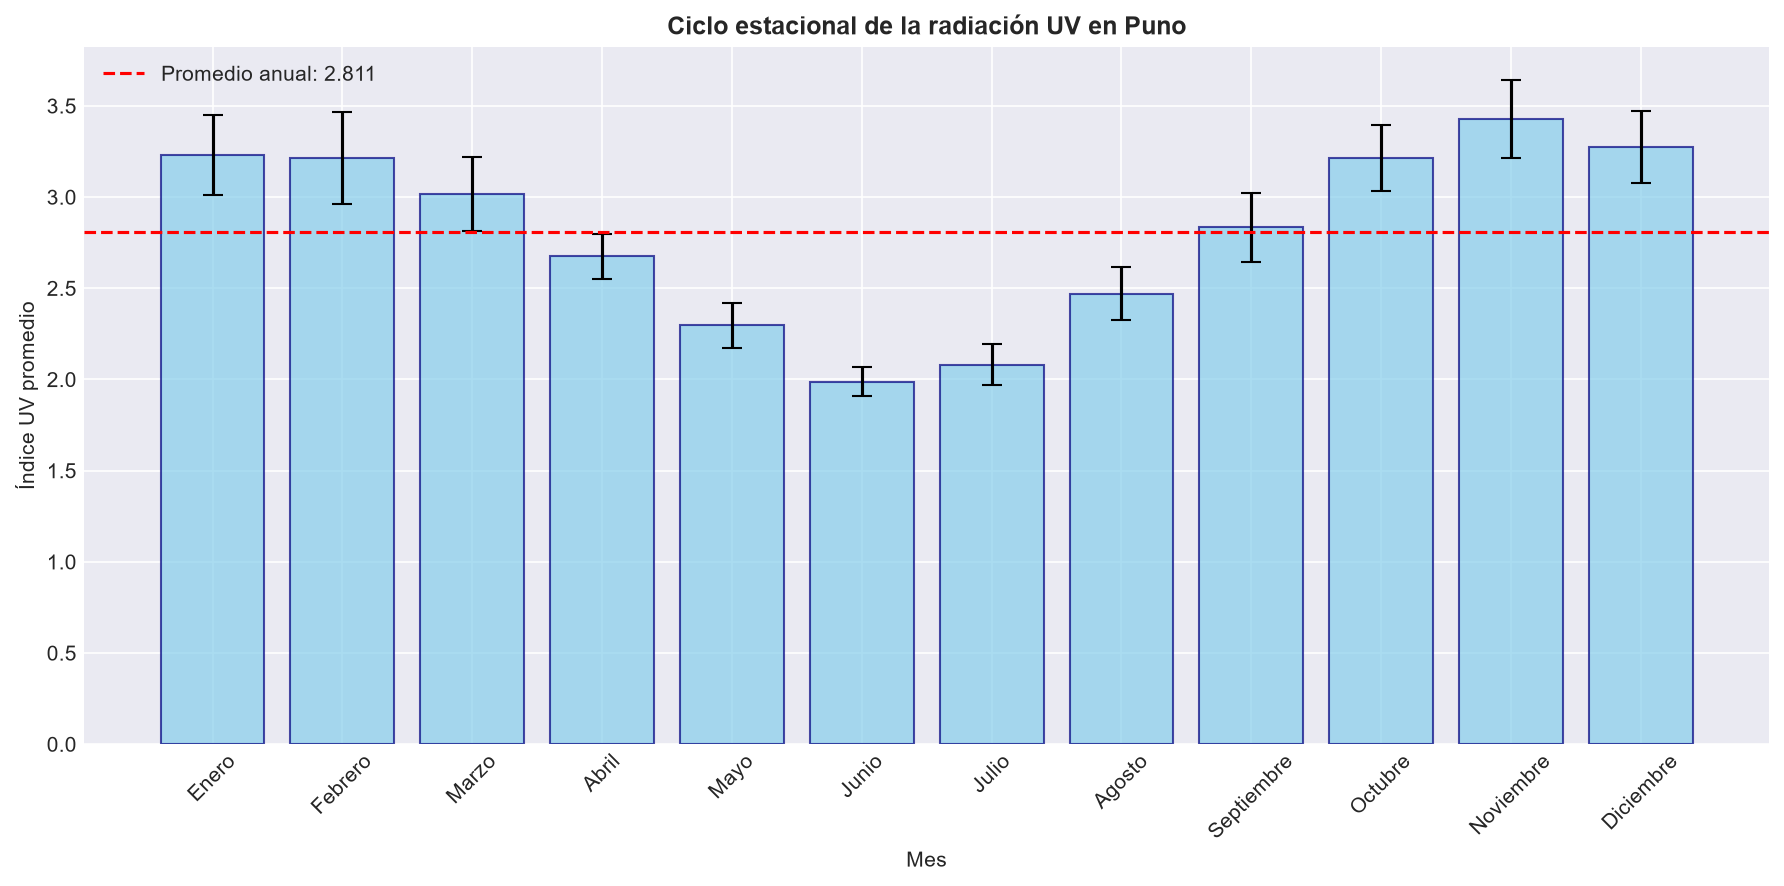 Ciclo estacional de la radiación UV en Puno
Promedio anual: 2.811
Índice UV promedio
3.5
3.0
2.5
2.0
1.5
1.0
0.5
0.0
Enero
Febrero
Marzo
Abril
Mayo
Junio
Julio
Agosto
Septiembre
Octubre
Noviembre
Diciembre
Mes